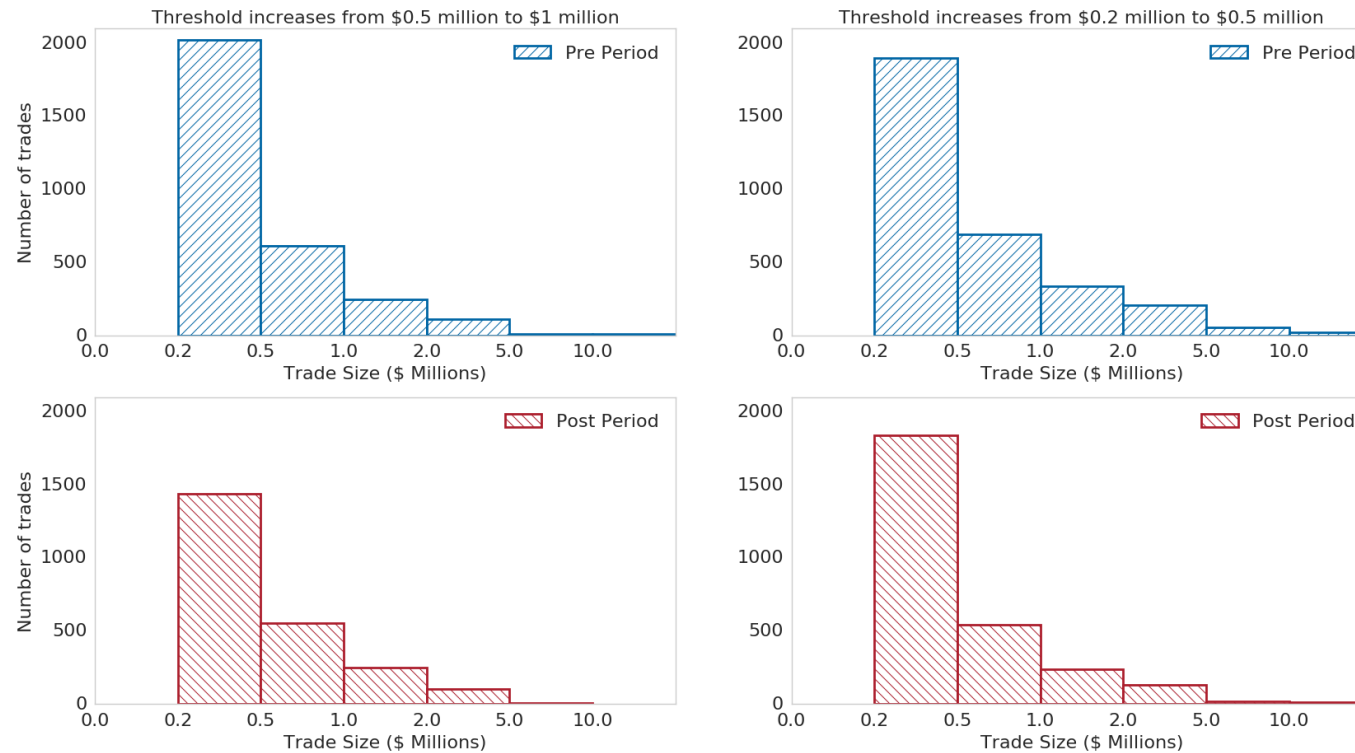 Threshold increases from $0.5 million to $1 million
Number of trades
2000
1500
1000
500
0
Pre Period
0.0 0.2 0.5 1.0 2.0 5.0 10.0
Trade Size ($ Millions)
Threshold increases from $0.2 million to $0.5 million
2000
1500
1000
500
0
Pre Period
0.0 0.2 0.5 1.0 2.0 5.0 10.0
Trade Size ($ Millions)
Number of trades
2000
1500
1000
500
0
Post Period
0.0 0.2 0.5 1.0 2.0 5.0 10.0
Trade Size ($ Millions)
2000
1500
1000
500
0
Post Period
0.0 0.2 0.5 1.0 2.0 5.0 10.0
Trade Size ($ Millions)